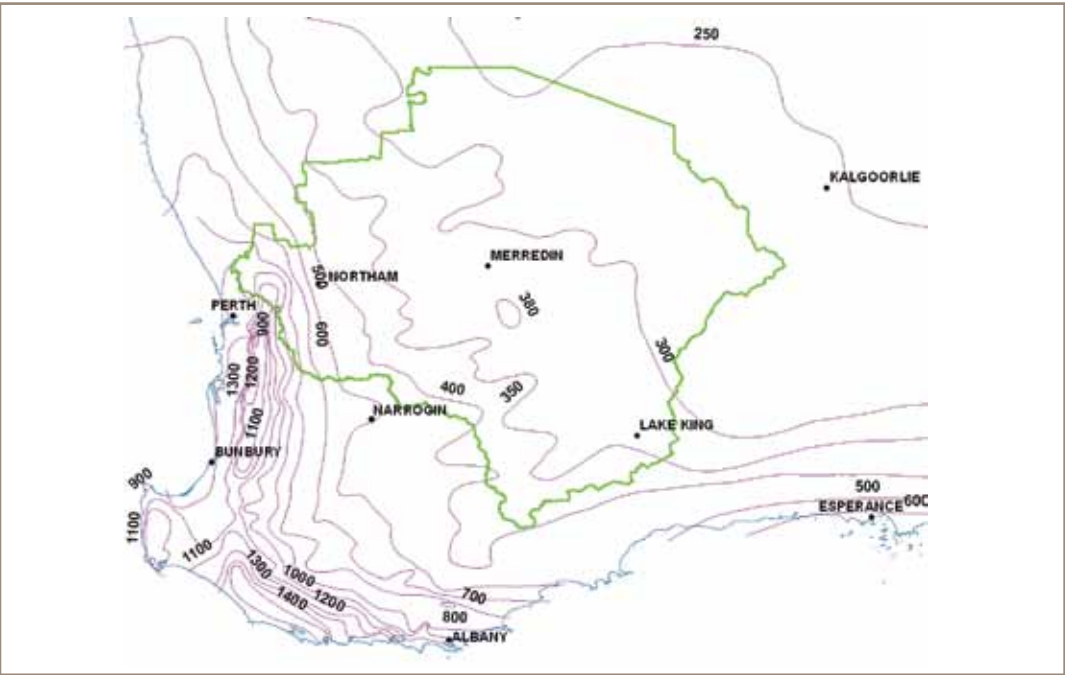 250
KALGOORLIE
MERREDIN
500
NORTHAM
380
PERTH
900
600
300
1300
1200
400
350
NARROGIN
1100
LAKE KING
BUNBURY
900
500
ESPERANCE
600
1100
1100
1300
1000
1400
1200
700
800
ALBANY